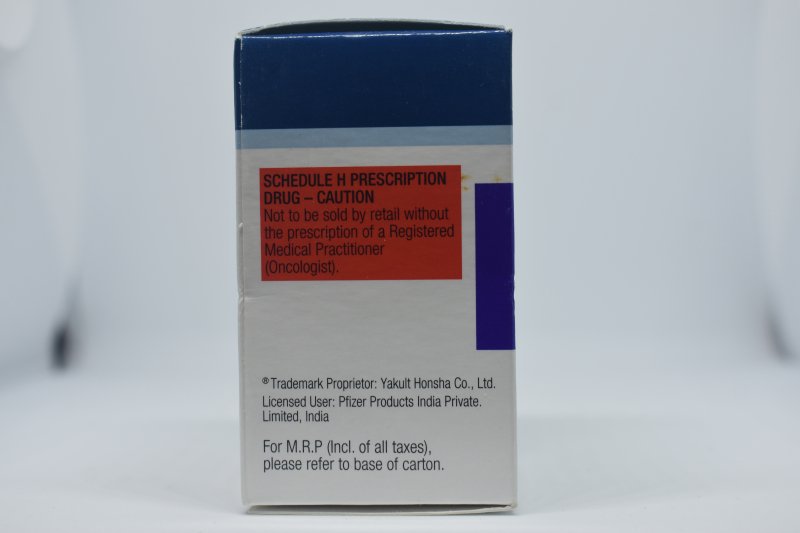 SCHEDULE H PRESCRIPTION
DRUG – CAUTION
Not to be sold by retail without
the prescription of a Registered
Medical Practitioner
(Oncologist).
® Trademark Proprietor: Yakult Honsha Co., Ltd.
Licensed User: Pfizer Products India Private.
Limited, India
For M.R.P (Incl. of all taxes),
please refer to base of carton.